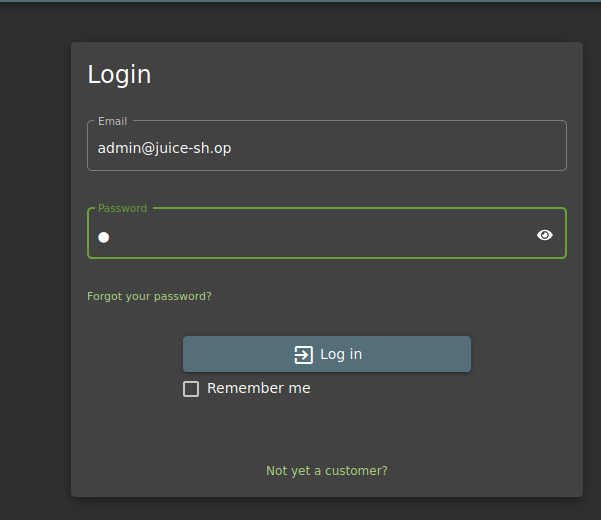 Login
Email
admin@juice-sh.op
Password
Forgot your password?
Log in
Remember me
Not yet a customer?